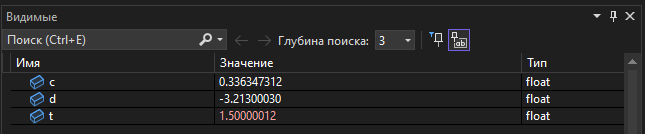 Видимые
Поиск (Ctrl+E) Глубина поиска: 3
Имя Значение Тип
c 0.336347312 float
d -3.21300030 float
t 1.50000012 float